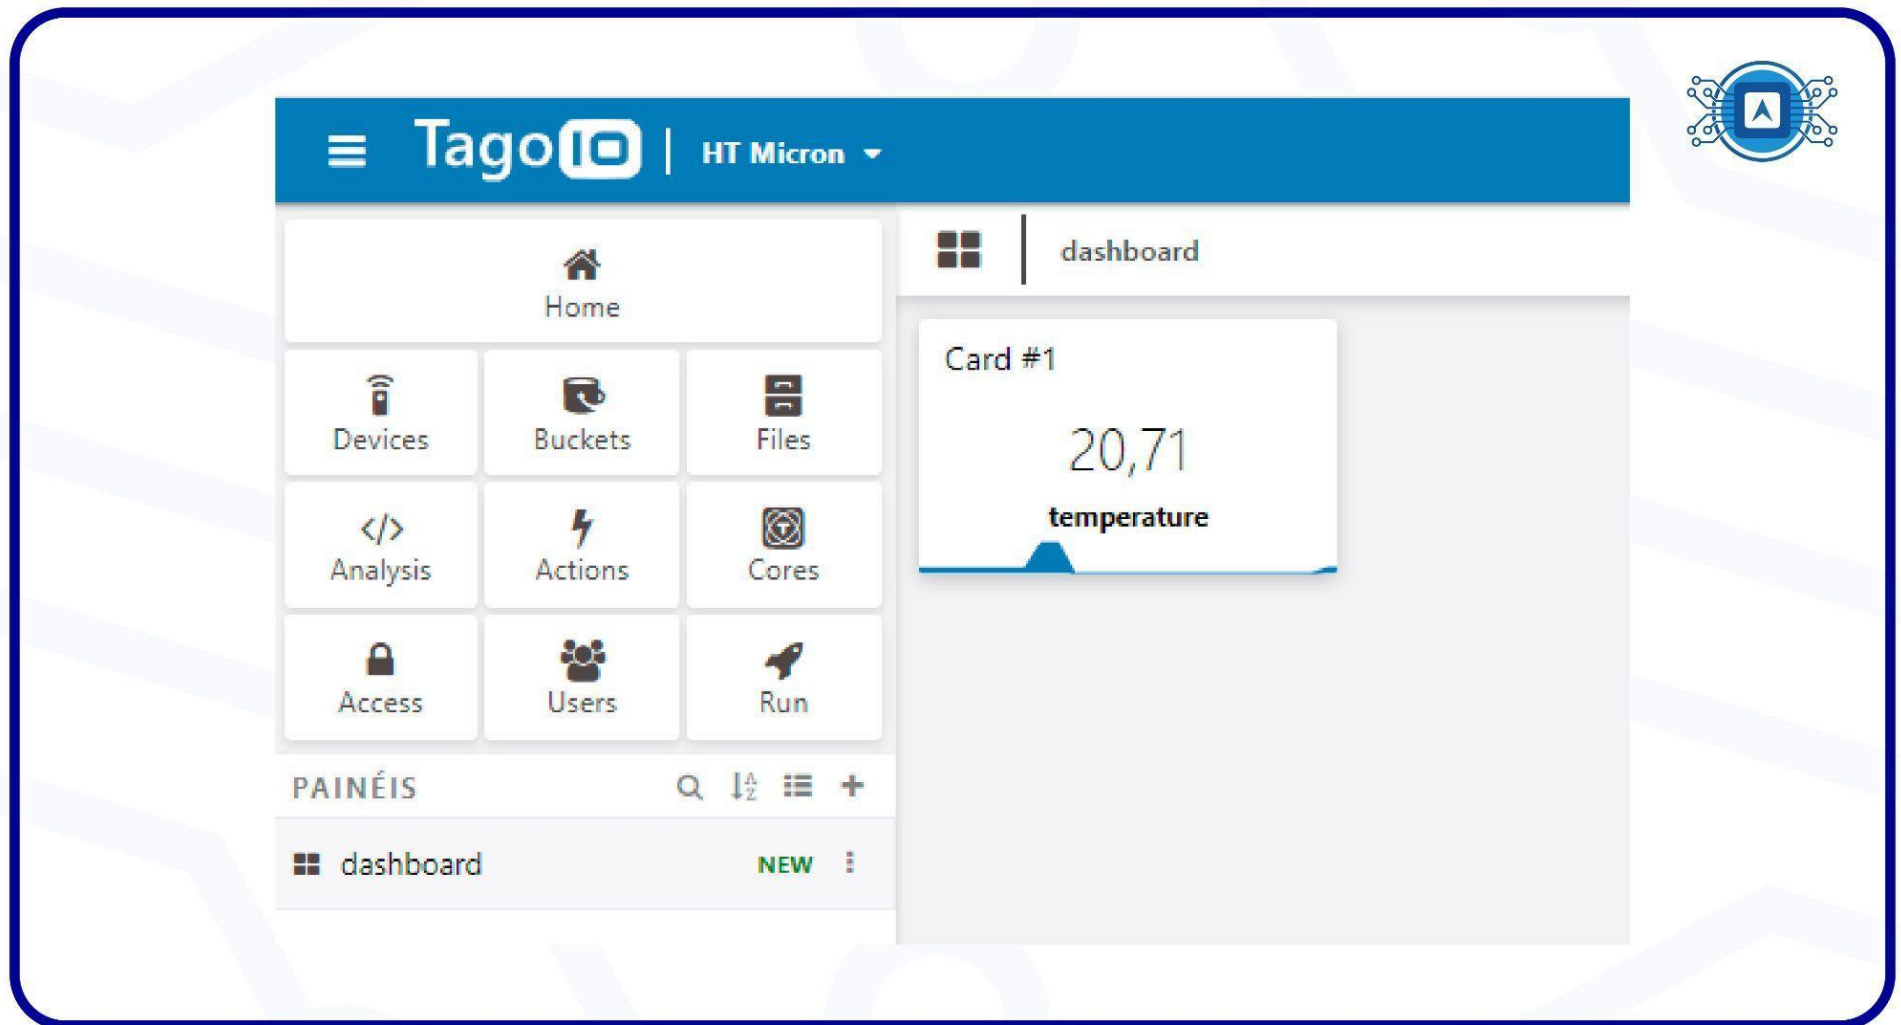 TagoIO | HT Micron
Home
Devices
Buckets
Files
</>
Analysis
Actions
Cores
Access
Users
Run
PAINÉIS
dashboard
NEW
dashboard
Card #1
20,71
temperature